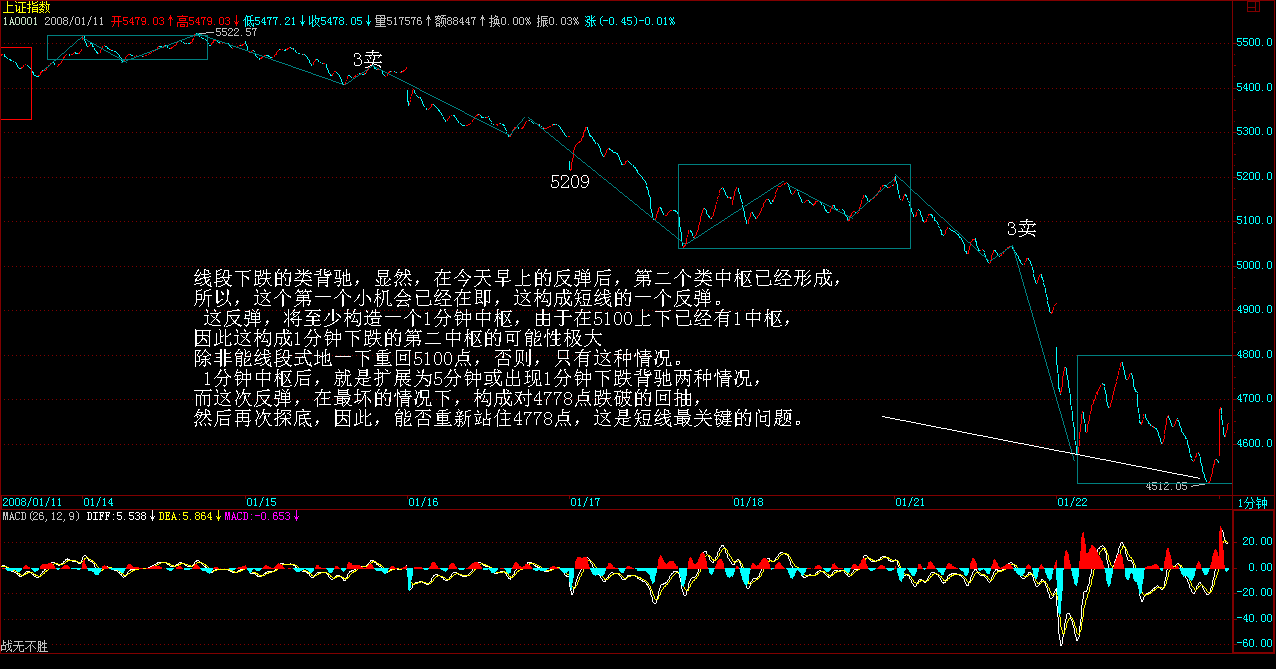 上证指数
1A0001 2008/01/11 开5479.03↑高5479.03↓低5477.21↓收5478.05↓量517576↑额88447↑换0.00% 振0.03% 涨(-0.45)-0.01%
5522.57
3卖
5209
3卖
线段下跌的类背驰，显然，在今天早上的反弹后，第二个类中枢已经形成，
所以，这个第一个小机会已经在即，这构成短线的一个反弹。
这反弹，将至少构造一个1分钟中枢，由于在5100上下已经有1中枢，
因此这构成1分钟下跌的第二中枢的可能性极大
除非能线段式地一下重回5100点，否则，只有这种情况。
1分钟中枢后，就是扩展为5分钟或出现1分钟下跌背驰两种情况，
而这次反弹，在最坏的情况下，构成对4778点跌破的回抽，
然后再次探底，因此，能否重新站住4778点，这是短线最关键的问题。
4512.05
5500.0
5400.0
5300.0
5200.0
5100.0
5000.0
4900.0
4800.0
4700.0
4600.0
2008/01/11 01/14 01/15 01/16 01/17 01/18 01/21 01/22 1分钟
MACD(26,12,9) DIFF:5.538↓DEA:5.864↓MACD:-0.653↓
20.00
0.00
-20.00
-40.00
-60.00
战无不胜